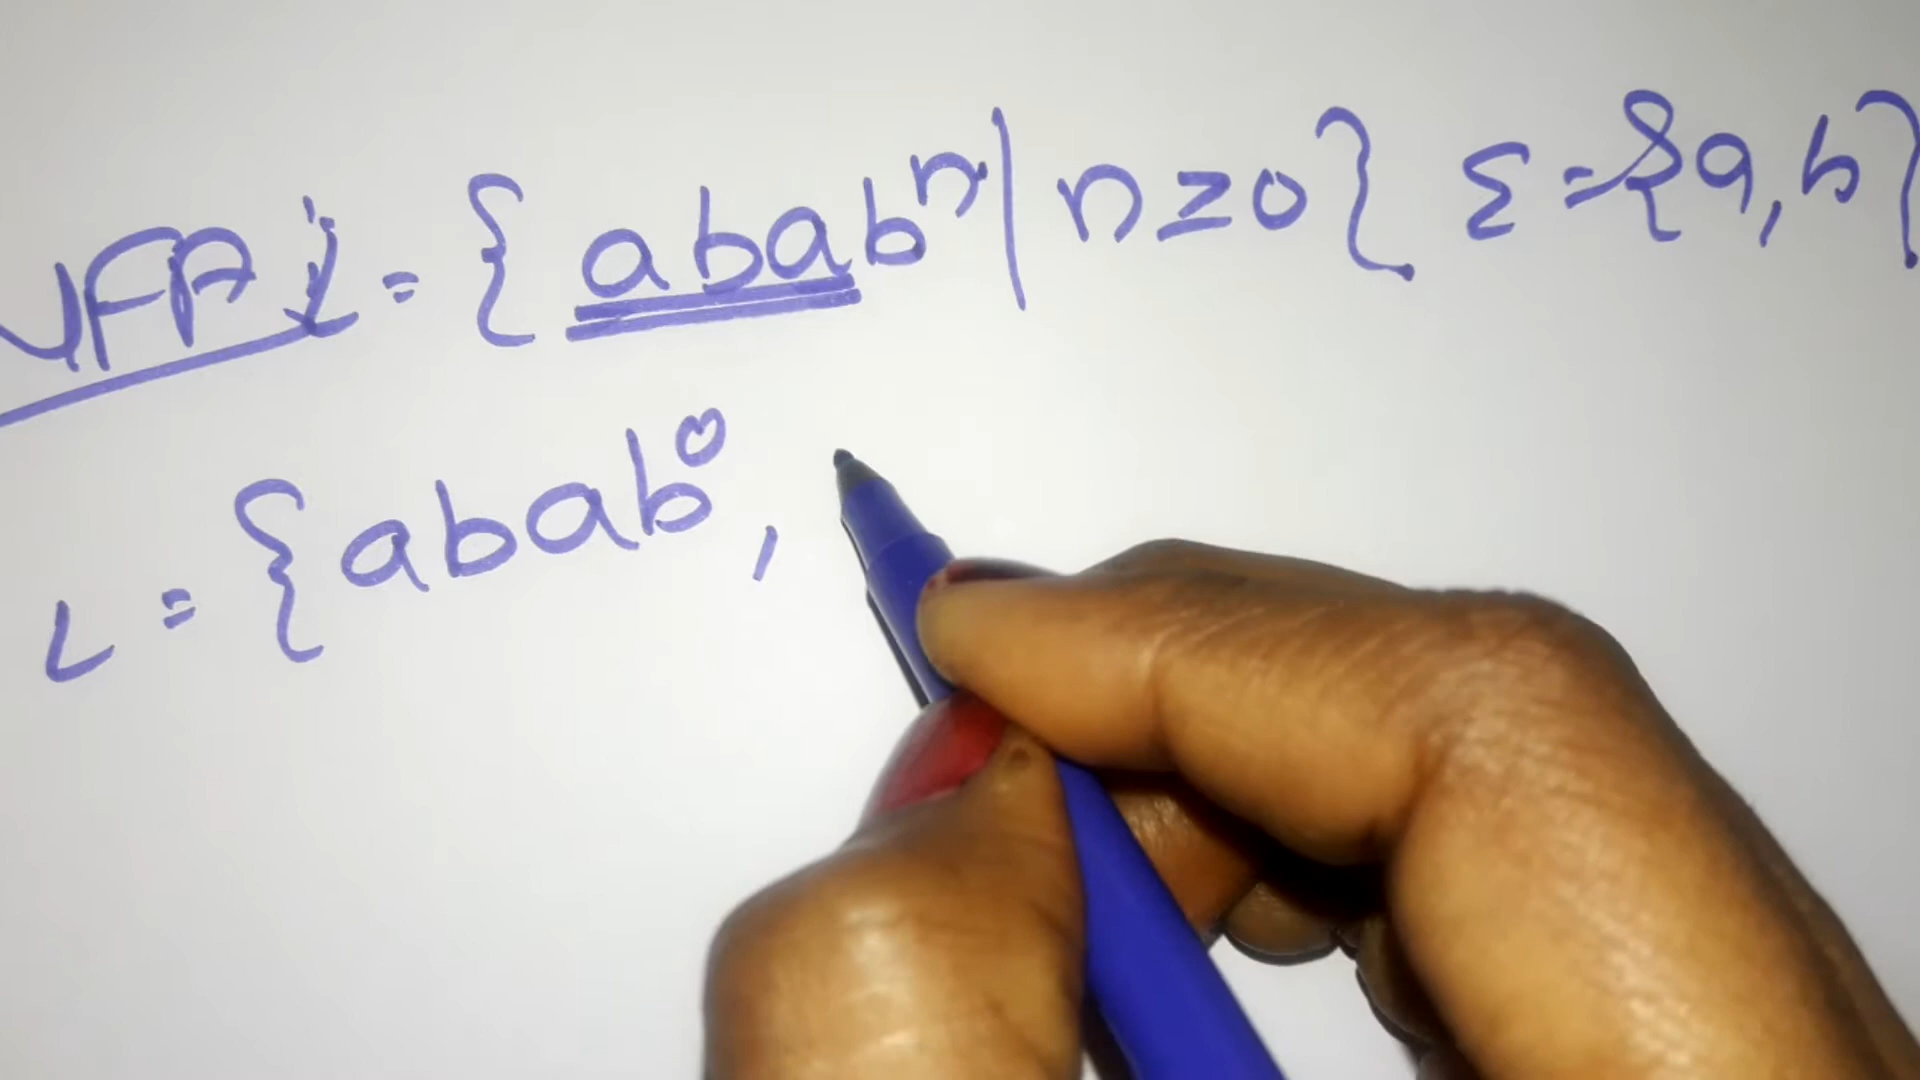 NFA L = { abab^n | n ≥ 0 } Σ = {a, b}
L = { abab^0 ,